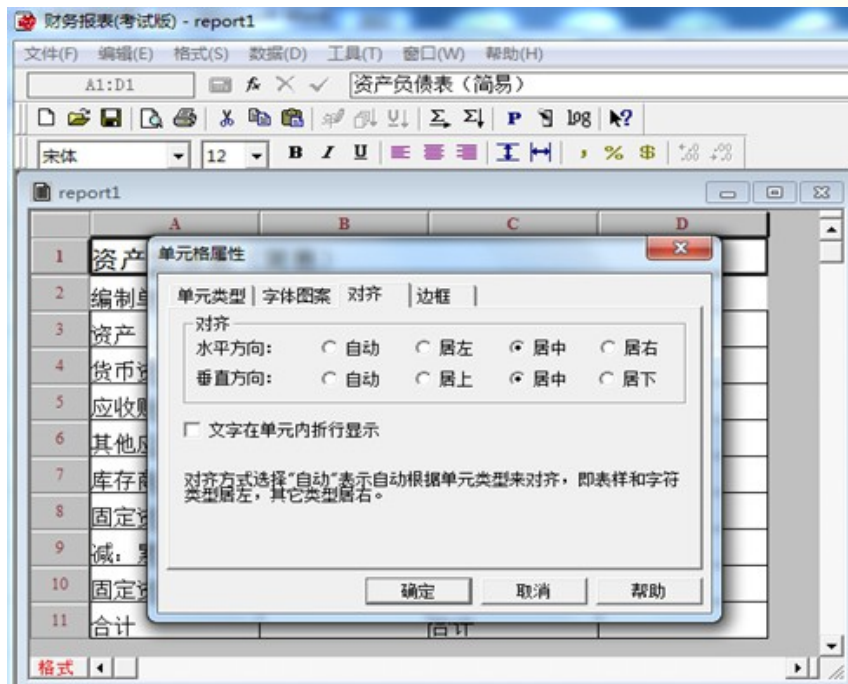 财务报表(考试版) - report1
文件(F) 编辑(E) 格式(S) 数据(D) 工具(T) 窗口(W) 帮助(H)
A1:D1 fx 资产负债表（简易）
P log
宋体 12 B I U , % $ .00 .00
report1
A B C D
1 资产
2 编制
3 资产
4 货币
5 应收
6 其他
7 库存
8 固定
9 减：
10 固定
11 合计 合计
单元格属性
单元类型 字体图案 对齐 边框
对齐
水平方向： 自动 居左 居中 居右
垂直方向： 自动 居上 居中 居下
文字在单元内折行显示
对齐方式选择"自动"表示自动根据单元类型来对齐，即表样和字符
类型居左，其它类型居右。
确定 取消 帮助
格式